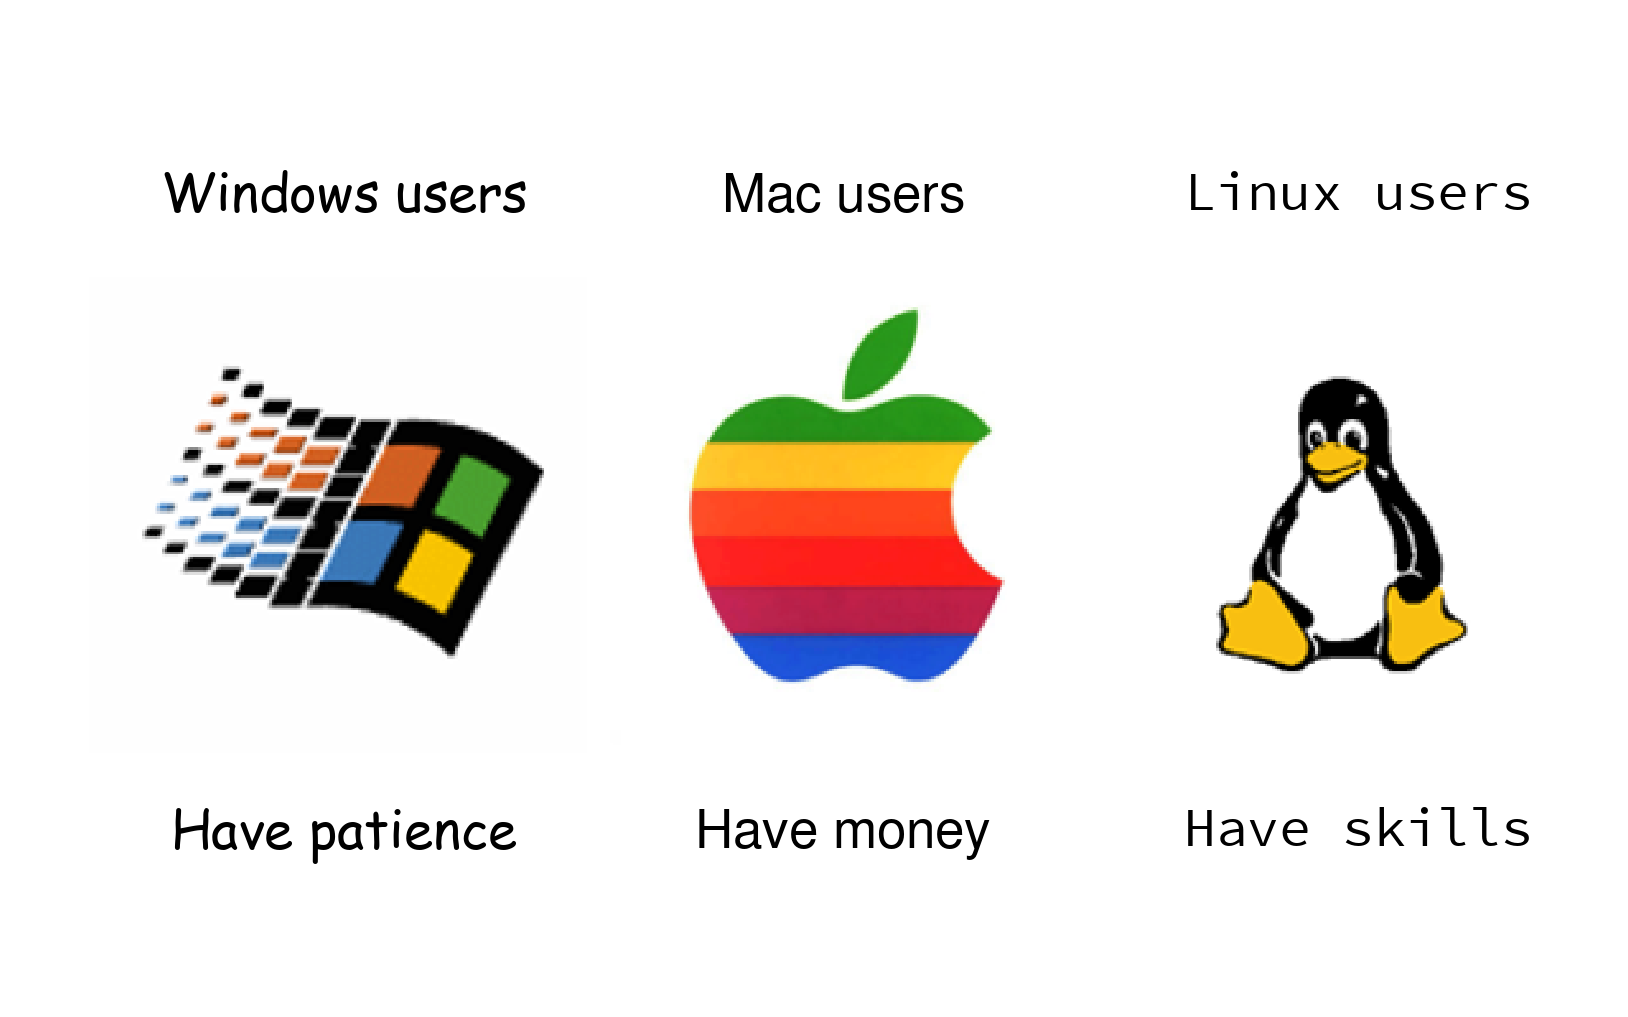 Windows users
Mac users
Linux users
Have patience
Have money
Have skills